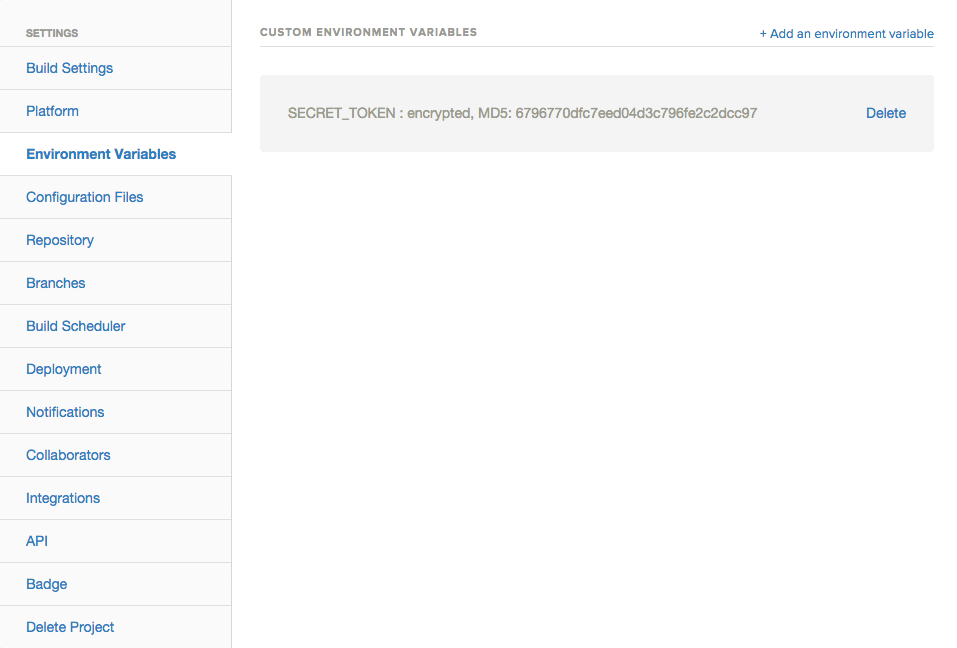 SETTINGS
Build Settings
Platform
Environment Variables
Configuration Files
Repository
Branches
Build Scheduler
Deployment
Notifications
Collaborators
Integrations
API
Badge
Delete Project
CUSTOM ENVIRONMENT VARIABLES
+ Add an environment variable
SECRET_TOKEN : encrypted, MD5: 6796770dfc7eed04d3c796fe2c2dcc97
Delete